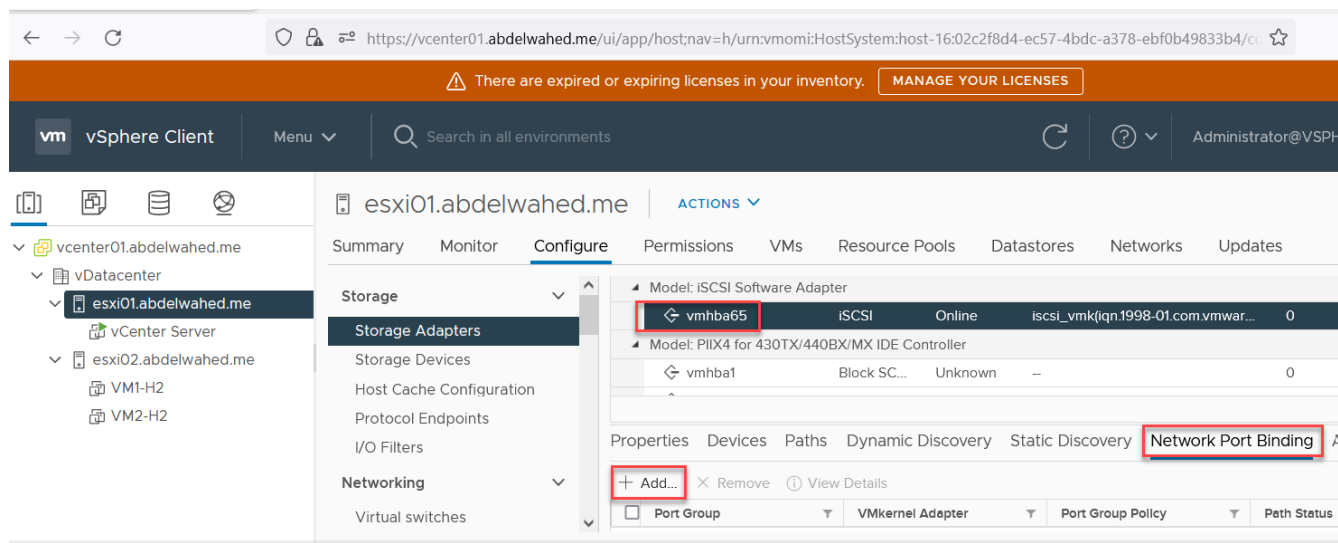 https://vcenter01.abdelwahed.me/ui/app/host;nav=h/urn:vmomi:HostSystem:host-16:02c2f8d4-ec57-4bdc-a378-ebf0b49833b4/cc
There are expired or expiring licenses in your inventory. MANAGE YOUR LICENSES
vm vSphere Client Menu Search in all environments Administrator@VSPH
esxi01.abdelwahed.me ACTIONS
Summary Monitor Configure Permissions VMs Resource Pools Datastores Networks Updates
vcenter01.abdelwahed.me
vDatacenter
esxi01.abdelwahed.me
vCenter Server
esxi02.abdelwahed.me
VM1-H2
VM2-H2
Storage
Storage Adapters
Storage Devices
Host Cache Configuration
Protocol Endpoints
I/O Filters
Networking
Virtual switches
Model: iSCSI Software Adapter
vmhba65 iSCSI Online iscsi_vmk(iqn.1998-01.com.vmwar... 0
Model: PIIX4 for 430TX/440BX/MX IDE Controller
vmhba1 Block SC... Unknown -- 0
Properties Devices Paths Dynamic Discovery Static Discovery Network Port Binding A
+ Add... Remove View Details
Port Group VMkernel Adapter Port Group Policy Path Status